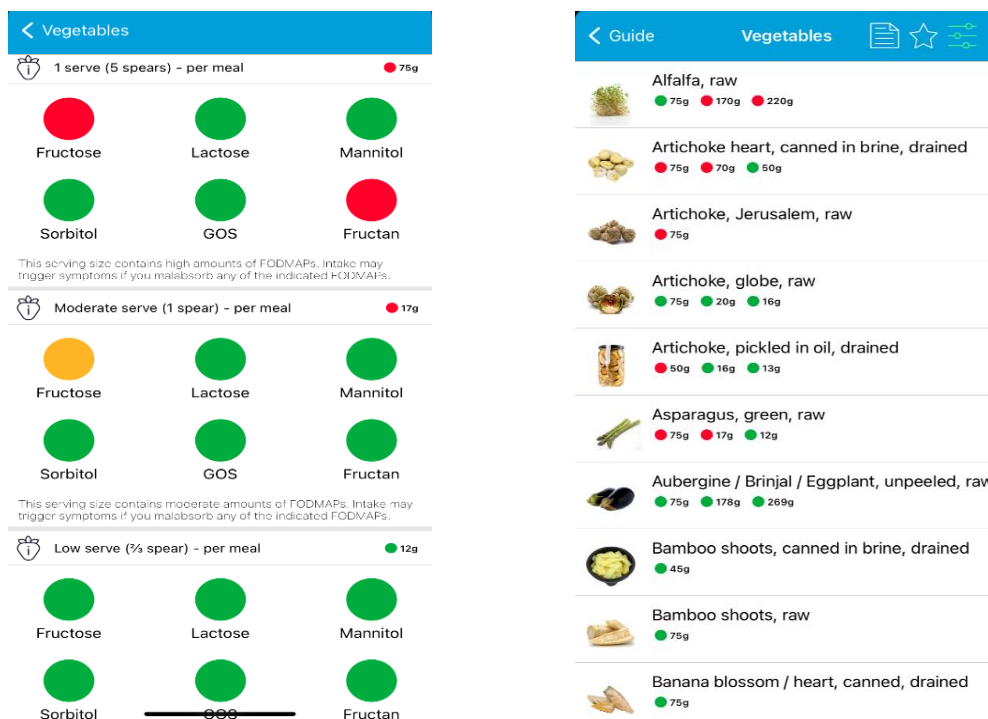 Vegetables
1 serve (5 spears) – per meal 75g
Fructose Lactose Mannitol
Sorbitol GOS Fructan
This serving size contains high amounts of FODMAPs. Intake may
trigger symptoms if you malabsorb any of the indicated FODMAPs.
Moderate serve (1 spear) – per meal 17g
Fructose Lactose Mannitol
Sorbitol GOS Fructan
This serving size contains moderate amounts of FODMAPs. Intake may
trigger symptoms if you malabsorb any of the indicated FODMAPs.
Low serve (⅔ spear) – per meal 12g
Fructose Lactose Mannitol
Sorbitol GOS Fructan
Guide Vegetables
Alfalfa, raw
75g 170g 220g
Artichoke heart, canned in brine, drained
75g 70g 50g
Artichoke, Jerusalem, raw
75g
Artichoke, globe, raw
75g 20g 16g
Artichoke, pickled in oil, drained
50g 16g 13g
Asparagus, green, raw
75g 17g 12g
Aubergine / Brinjal / Eggplant, unpeeled, raw
75g 178g 269g
Bamboo shoots, canned in brine, drained
45g
Bamboo shoots, raw
75g
Banana blossom / heart, canned, drained
75g